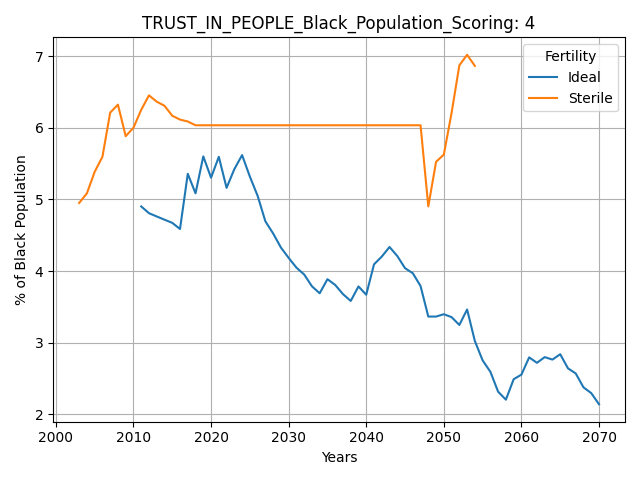 TRUST_IN_PEOPLE_Black_Population_Scoring: 4
Fertility
Ideal
Sterile
% of Black Population
7
6
5
4
3
2
2000 2010 2020 2030 2040 2050 2060 2070
Years